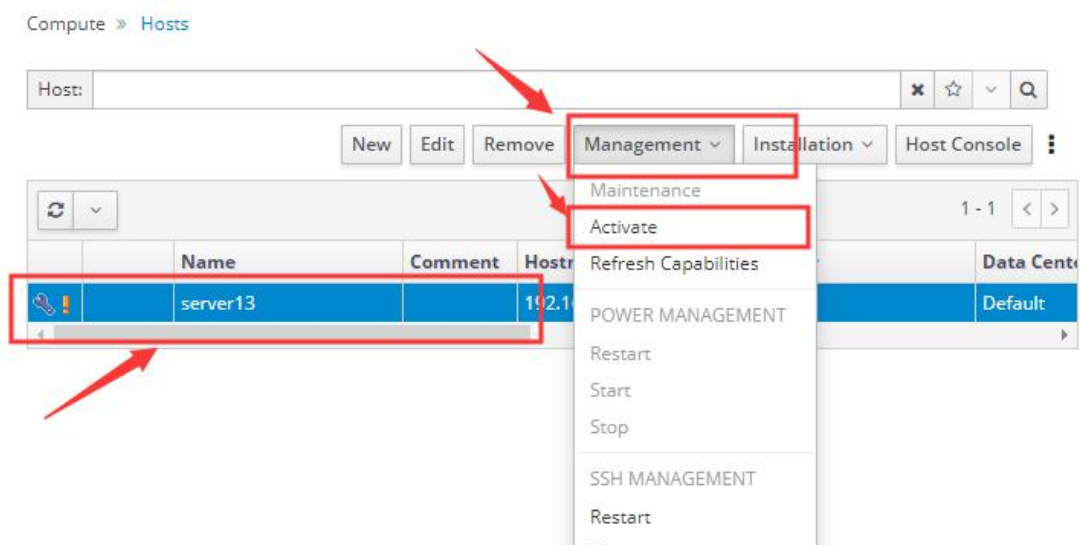 Compute » Hosts
Host:
New Edit Remove Management Installation Host Console
Maintenance
1 - 1
Activate
Name Comment Data
Refresh Capabilities
server13 Default
POWER MANAGEMENT
Restart
Start
Stop
SSH MANAGEMENT
Restart